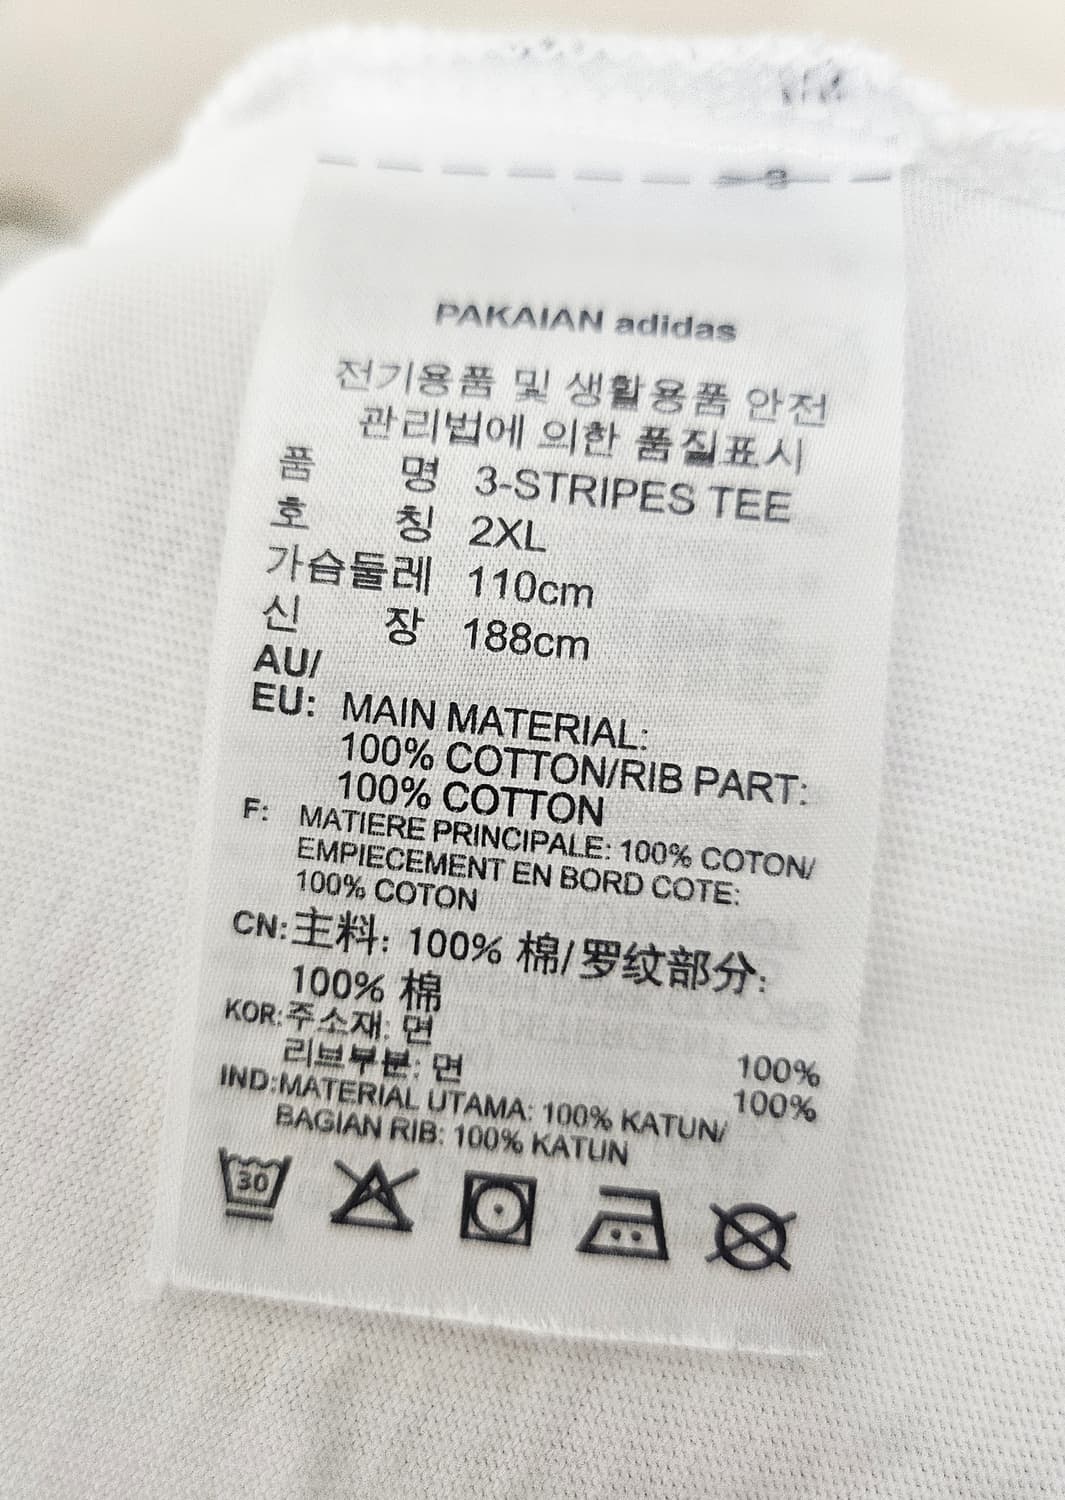 PAKAIAN adidas
전기용품 및 생활용품 안전
관리법에 의한 품질표시
품 명 3-STRIPES TEE
호 칭 2XL
가슴둘레 110cm
신 장 188cm
AU/
EU: MAIN MATERIAL:
100% COTTON/RIB PART:
100% COTTON
F: MATIERE PRINCIPALE: 100% COTON/
EMPIECEMENT EN BORD COTE:
100% COTON
CN:主料: 100% 棉/罗纹部分:
100% 棉
KOR:주소재: 면 100%
리브부분: 면 100%
IND:MATERIAL UTAMA: 100% KATUN/
BAGIAN RIB: 100% KATUN
30